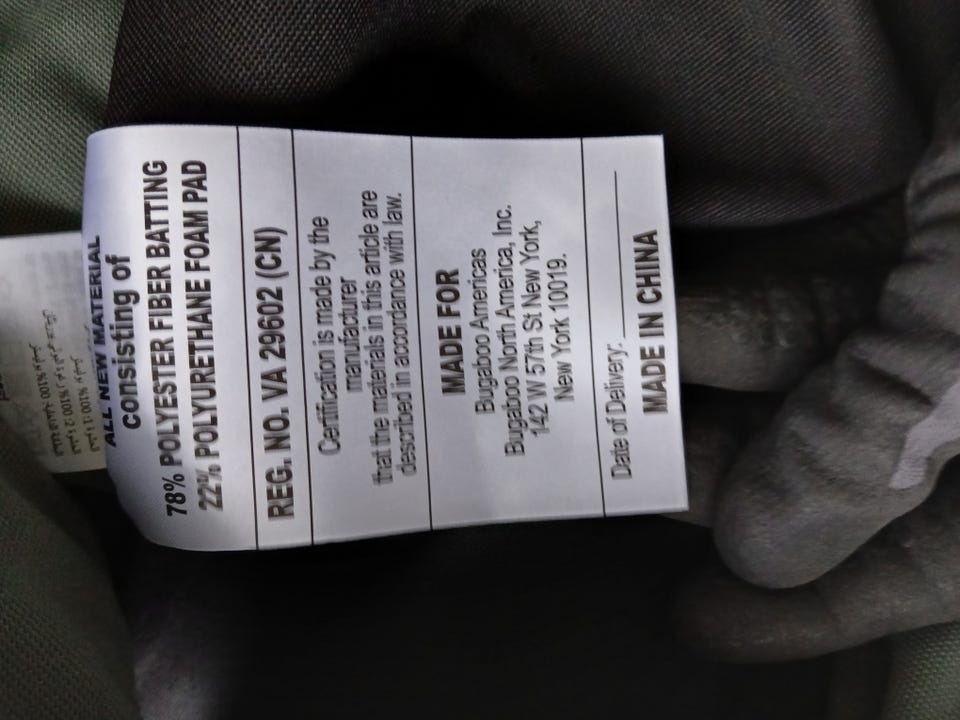 ALL NEW MATERIAL
consisting of
78% POLYESTER FIBER BATTING
22% POLYURETHANE FOAM PAD
REG. NO. VA 29602 (CN)
Certification is made by the
manufacturer
that the materials in this article are
described in accordance with law.
MADE FOR
Bugaboo Americas
Bugaboo North America, Inc.
142 W 57th St New York,
New York 10019.
Date of Delivery:
MADE IN CHINA